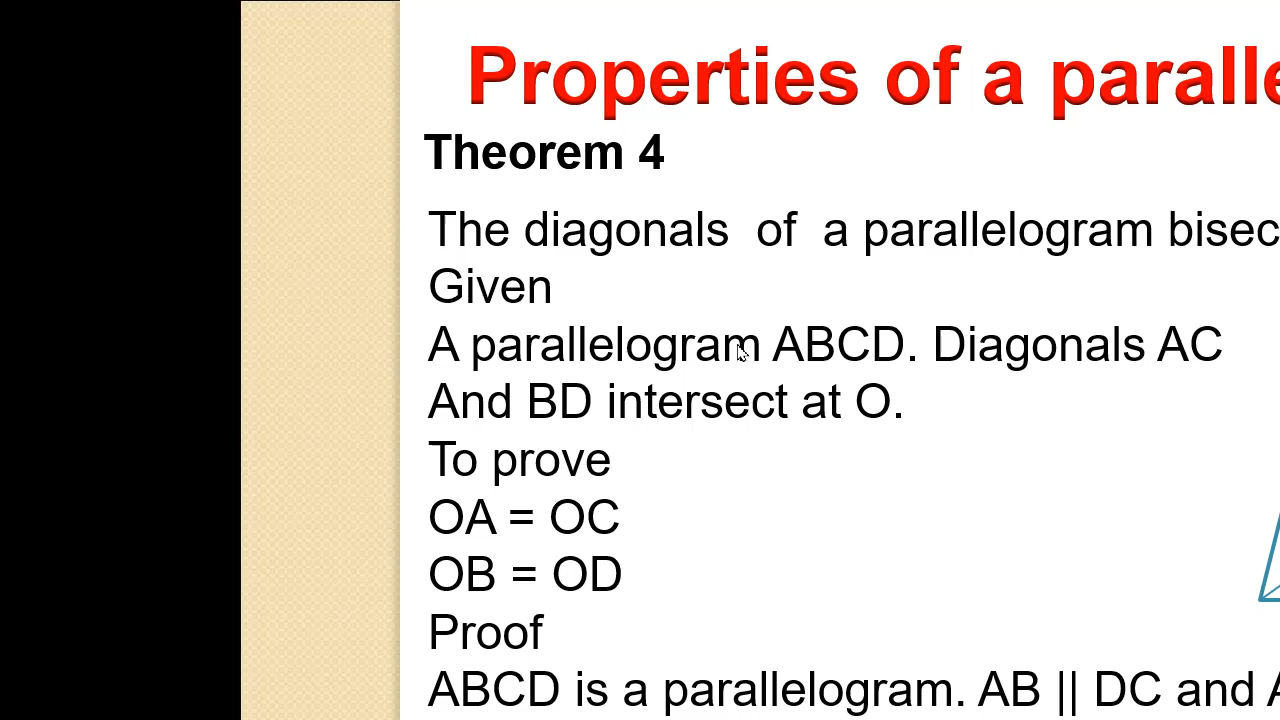 Properties of a paralle
Theorem 4
The diagonals of a parallelogram bisec
Given
A parallelogram ABCD. Diagonals AC
And BD intersect at O.
To prove
OA = OC
OB = OD
Proof
ABCD is a parallelogram. AB || DC and A